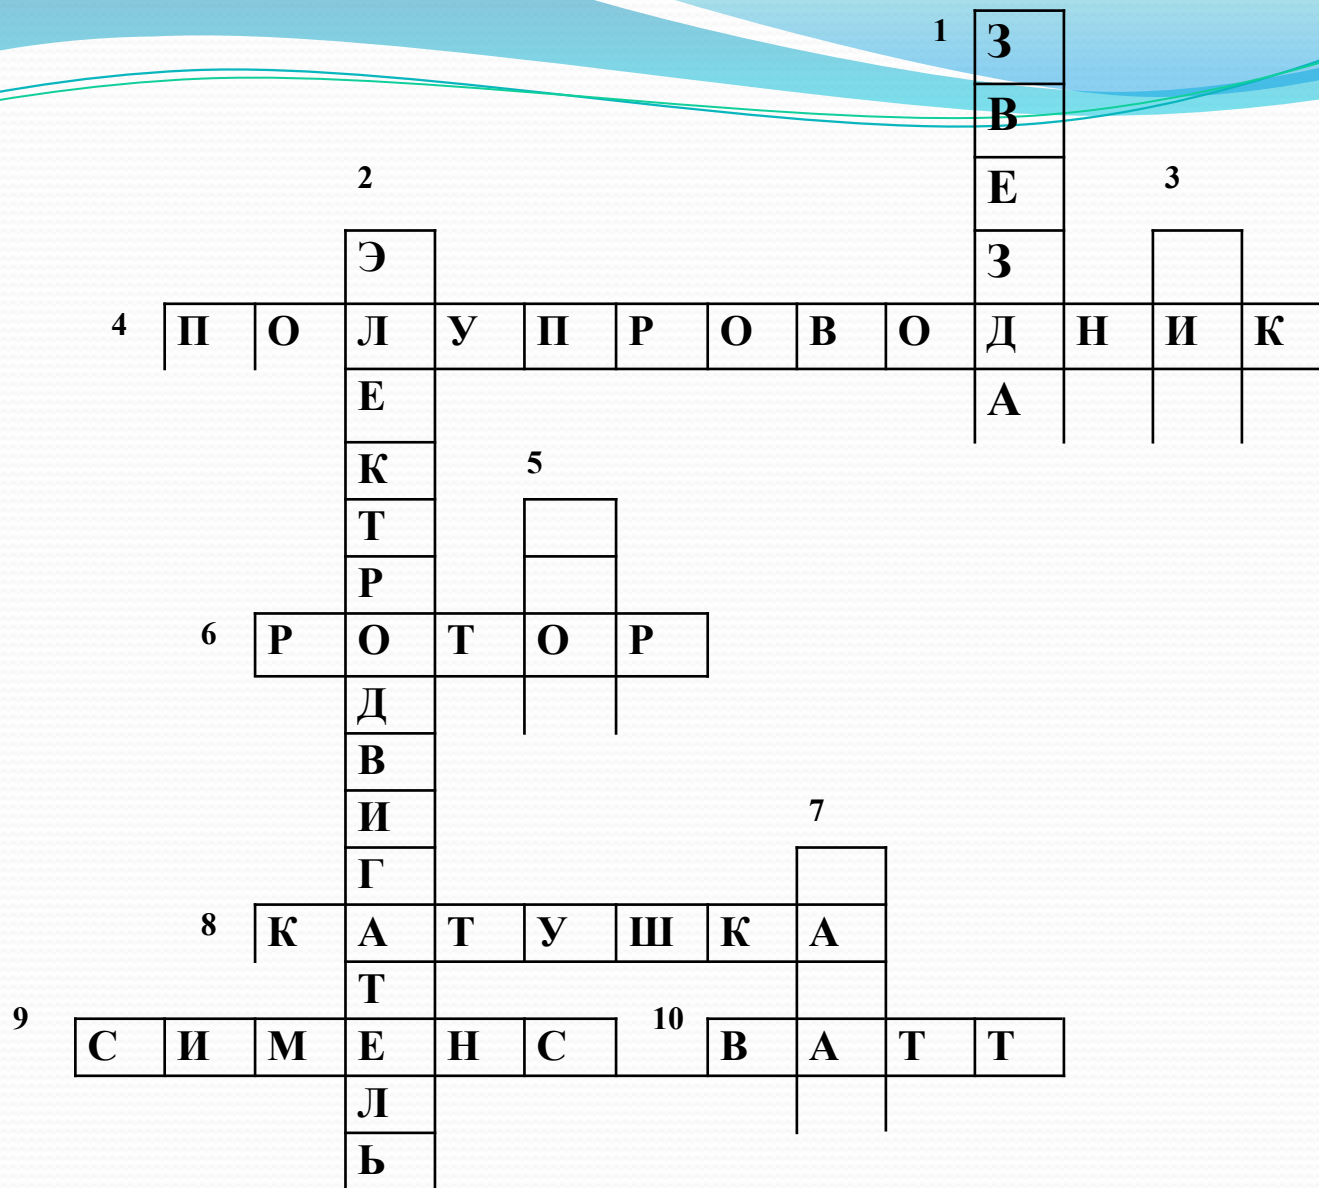 1 З
В
2 Е 3
Э З
4 П О Л У П Р О В О Д Н И К
Е А
К 5
Т
Р
6 Р О Т О Р
Д
В
И 7
Г
8 К А Т У Ш К А
Т
9 С И М Е Н С 10 В А Т Т
Л
Ь